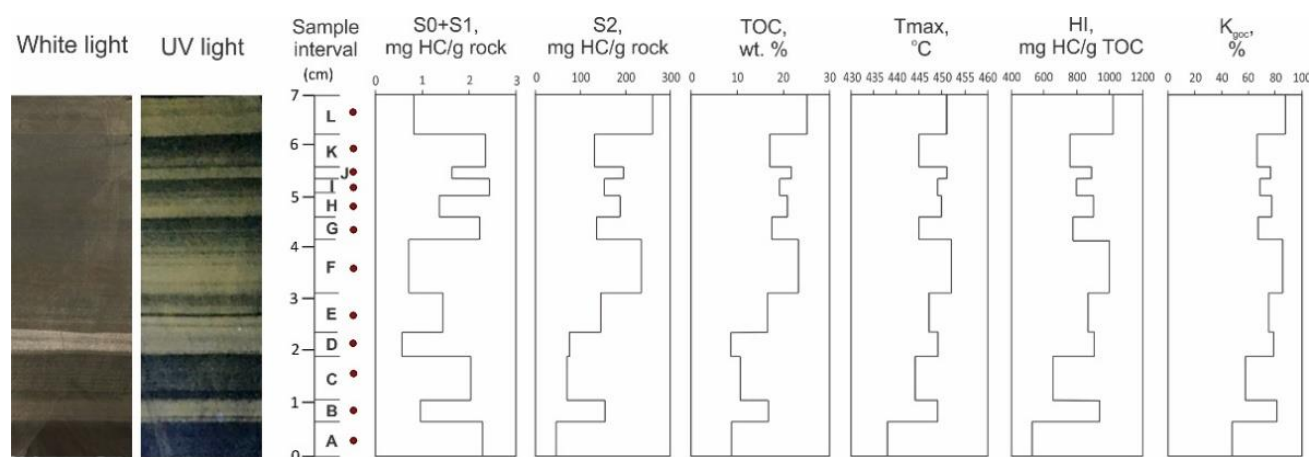 White light
UV light
Sample
interval
(cm)
S0+S1,
mg HC/g rock
S2,
mg HC/g rock
TOC,
wt. %
Tmax,
°C
HI,
mg HC/g TOC
Kgoc,
%
0 1 2 3
0 100 200 300
0 10 20 30
430 435 440 445 450 455 460
400 600 800 1000 1200
0 20 40 60 80 100
7
L
6
K
J
I
5
H
G
4
F
3
E
D
2
C
1
B
A
0